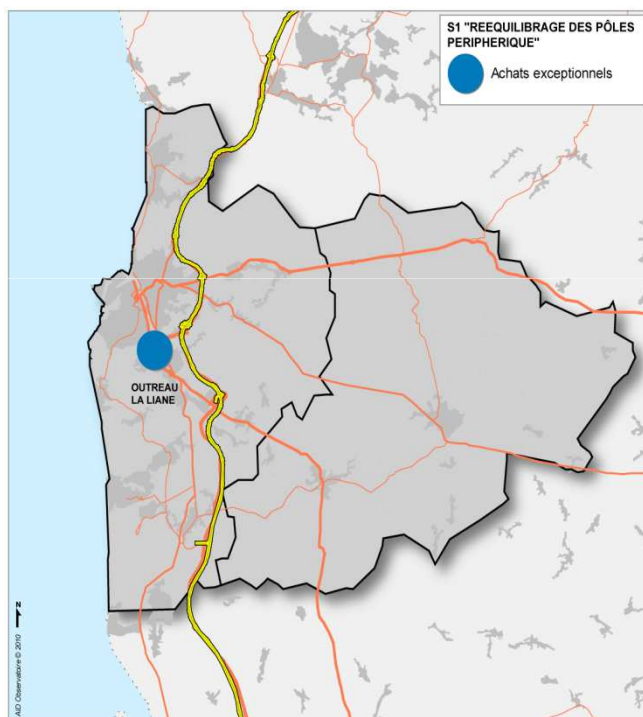 S1 "REEQUILIBRAGE DES PÔLES
PERIPHERIQUE"
Achats exceptionnels
OUTREAU
LA LIANE
N
AID Observatoire © 2010